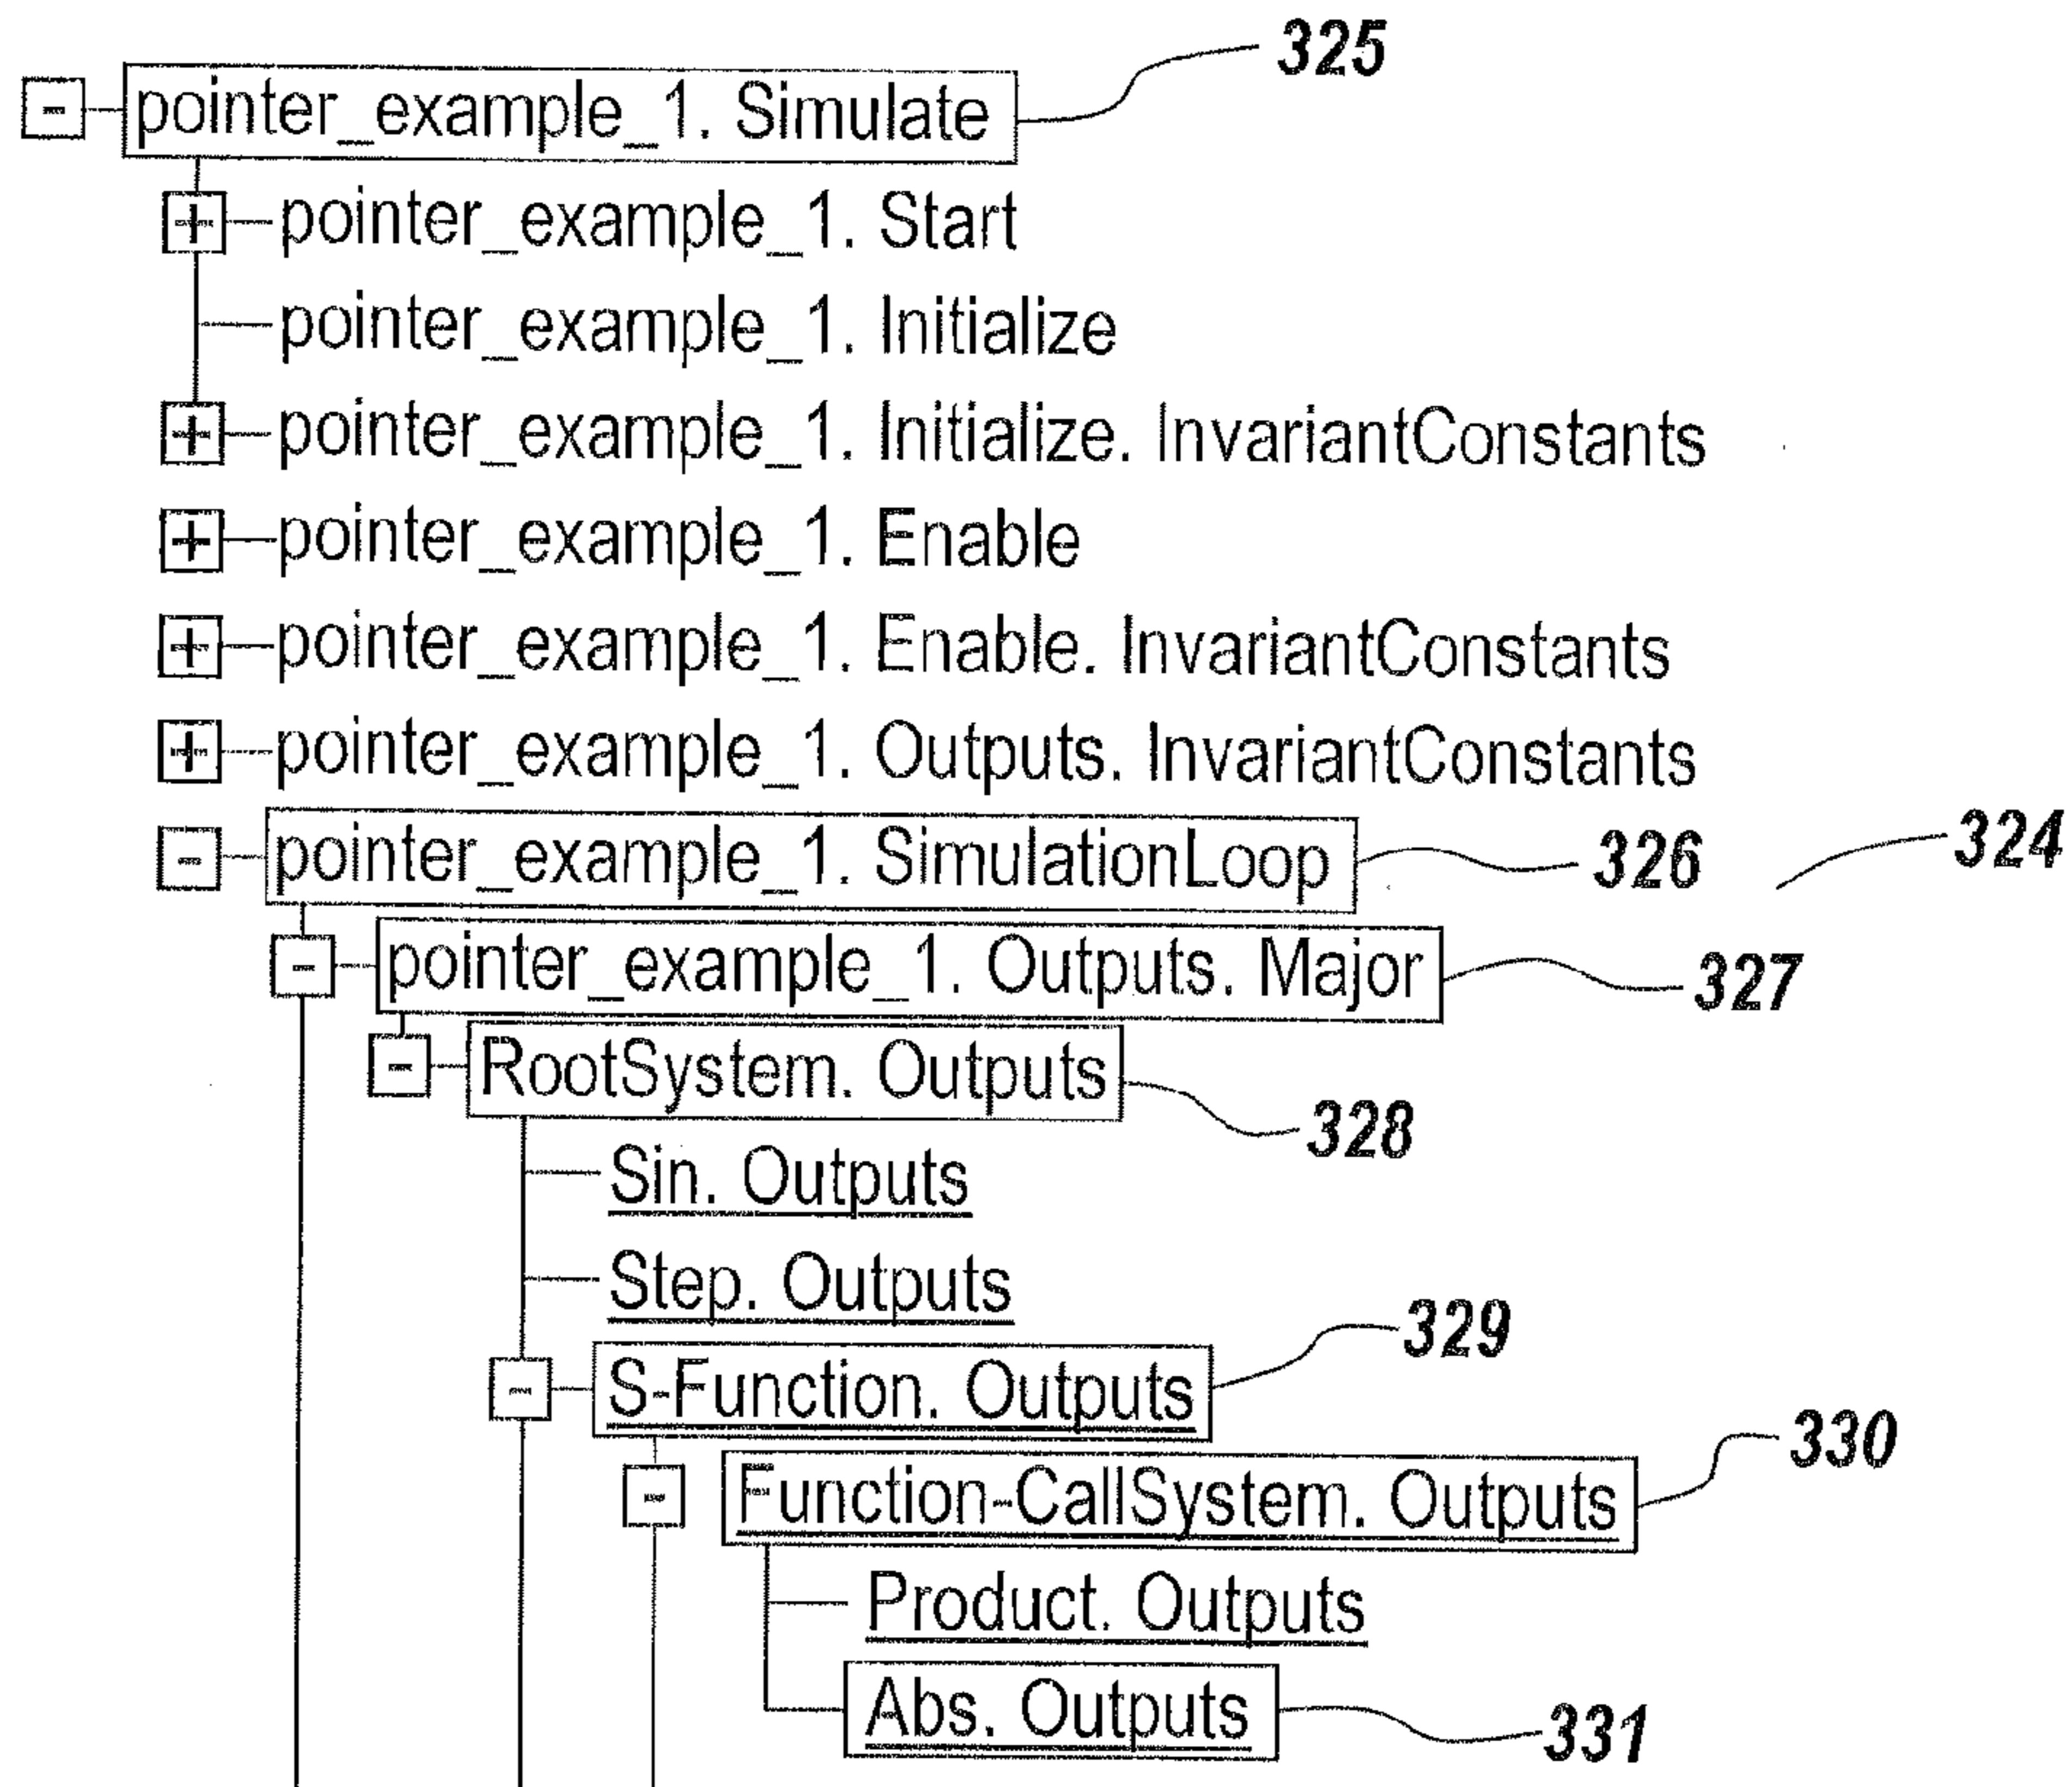 325
pointer_example_1. Simulate
pointer_example_1. Start
pointer_example_1. Initialize
pointer_example_1. Initialize. InvariantConstants
pointer_example_1. Enable
pointer_example_1. Enable. InvariantConstants
pointer_example_1. Outputs. InvariantConstants
pointer_example_1. SimulationLoop 326 324
pointer_example_1. Outputs. Major 327
RootSystem. Outputs 328
Sin. Outputs
Step. Outputs
S-Function. Outputs 329
Function-CallSystem. Outputs 330
Product. Outputs
Abs. Outputs 331